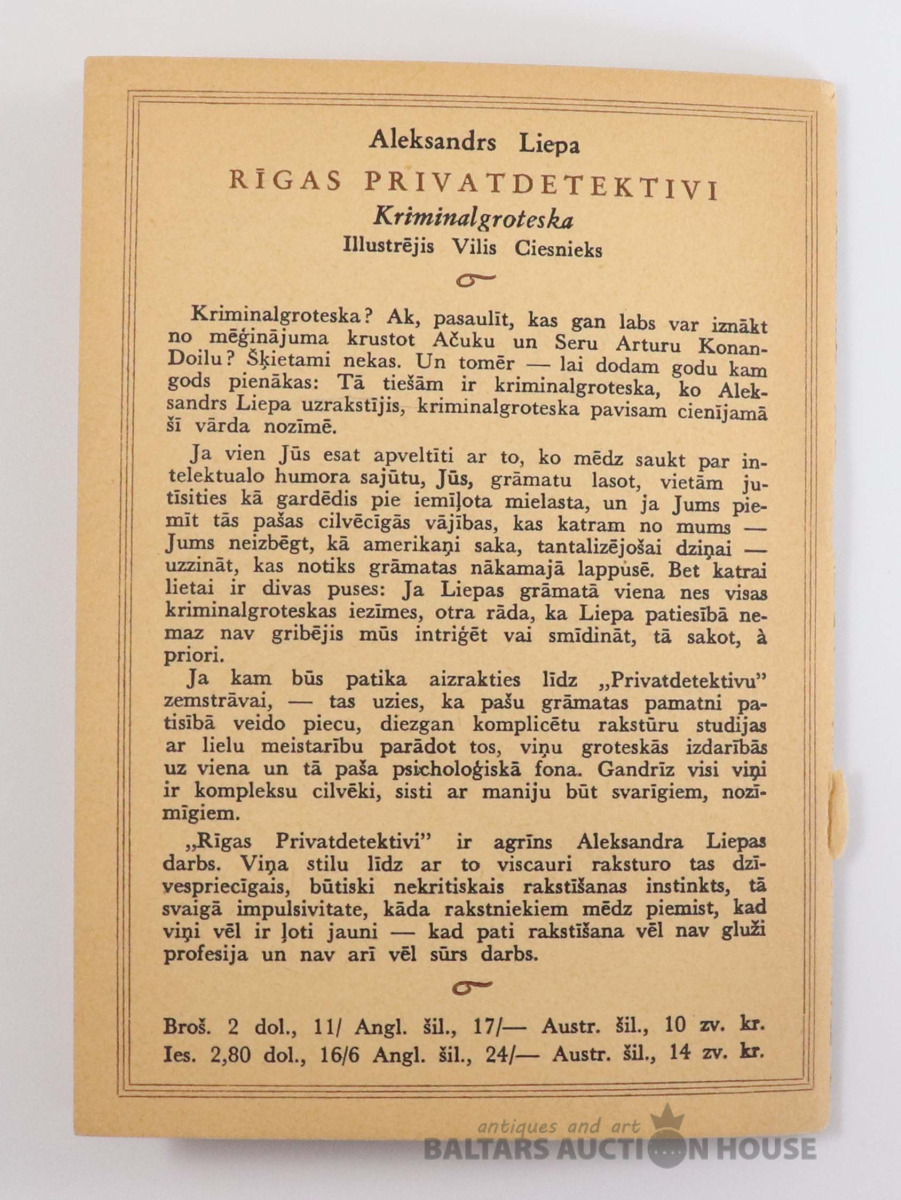 Aleksandrs Liepa
RĪGAS PRIVATDETEKTIVI
Kriminalgroteska
Illustrējis Vilis Ciesnieks
Kriminalgroteska? Ak, pasaulīt, kas gan labs var iznākt
no mēģinājuma krustot Ačuku un Seru Arturu Konan-
Doilu? Šķietami nekas. Un tomēr — lai dodam godu kam
gods pienākas: Tā tiešām ir kriminalgroteska, ko Alek-
sandrs Liepa uzrakstījis, kriminalgroteska pavisam cienījamā
šī vārda nozīmē.
Ja vien Jūs esat apveltīti ar to, ko mēdz saukt par in-
telektualo humora sajūtu, Jūs, grāmatu lasot, vietām ju-
tīsities kā gardēdis pie iemīļota mielasta, un ja Jums pie-
mīt tās pašas cilvēcīgās vājības, kas katram no mums —
Jums neizbēgt, kā amerikaņi saka, tantalizējošai dziņai —
uzzināt, kas notiks grāmatas nākamajā lappusē. Bet katrai
lietai ir divas puses: Ja Liepas grāmatā viena nes visas
kriminalgroteskas iezīmes, otra rāda, ka Liepa patiesībā ne-
maz nav gribējis mūs intriģēt vai smīdināt, tā sakot, à
priori.
Ja kam būs patika aizrakties līdz „Privatdetektivu”
zemstrāvai, — tas uzies, ka pašu grāmatas pamatni pa-
tisībā veido piecu, diezgan komplicētu rakstūru studijas
ar lielu meistarību parādot tos, viņu groteskās izdarībās
uz viena un tā paša psicholoģiskā fona. Gandrīz visi viņi
ir kompleksu cilvēki, sisti ar maniju būt svarīgiem, nozī-
mīgiem.
„Rīgas Privatdetektivi” ir agrīns Aleksandra Liepas
darbs. Viņa stilu līdz ar to viscauri raksturo tas dzī-
vespriecīgais, būtiski nekritiskais rakstīšanas instinkts, tā
svaigā impulsivitate, kāda rakstniekiem mēdz piemist, kad
viņi vēl ir ļoti jauni — kad pati rakstīšana vēl nav gluži
profesija un nav arī vēl sūrs darbs.
Broš. 2 dol., 11/ Angl. šil., 17/— Austr. šil., 10 zv. kr.
Ies. 2,80 dol., 16/6 Angl. šil., 24/— Austr. šil., 14 zv. kr.
antiques and art
BALTARS AUCTION HOUSE